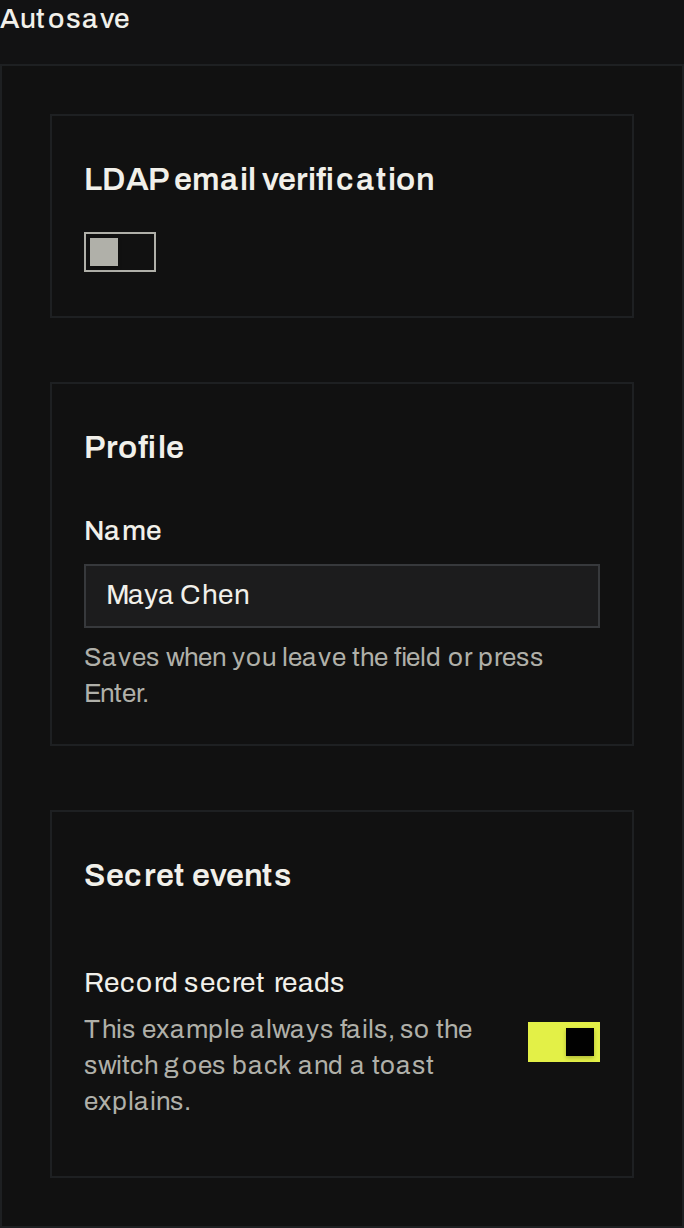 Autosave
LDAP email verification
Profile
Name
Maya Chen
Saves when you leave the field or press
Enter.
Secret events
Record secret reads
This example always fails, so the
switch goes back and a toast
explains.